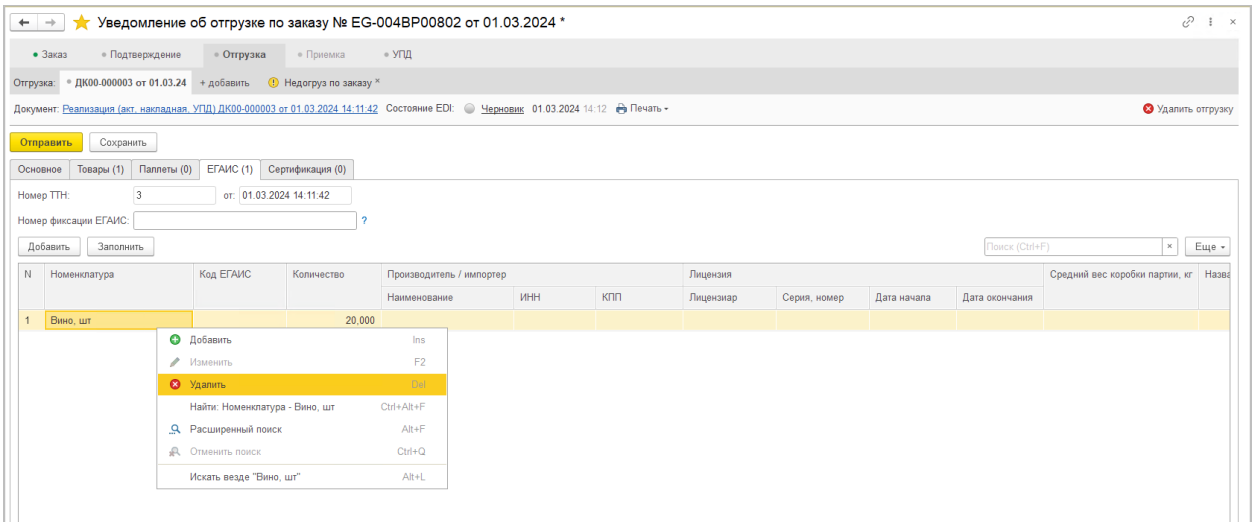 Уведомление об отгрузке по заказу № EG-004BP00802 от 01.03.2024 *
Заказ Подтверждение Отгрузка Приемка УПД
Отгрузка: ДК00-000003 от 01.03.24 + добавить Недогруз по заказу ×
Документ: Реализация (акт, накладная, УПД) ДК00-000003 от 01.03.2024 14:11:42 Состояние EDI: Черновик 01.03.2024 14:12 Печать Удалить отгрузку
Отправить Сохранить
Основное Товары (1) Паллеты (0) ЕГАИС (1) Сертификация (0)
Номер ТТН: 3 от: 01.03.2024 14:11:42
Номер фиксации ЕГАИС: ?
Добавить Заполнить Поиск (Ctrl+F) × Еще
N Номенклатура Код ЕГАИС Количество Производитель / импортер Лицензия Средний вес коробки партии, кг Назва
Наименование ИНН КПП Лицензиар Серия, номер Дата начала Дата окончания
1 Вино, шт 20,000
Добавить Ins
Изменить F2
Удалить Del
Найти: Номенклатура - Вино, шт Ctrl+Alt+F
Расширенный поиск Alt+F
Отменить поиск Ctrl+Q
Искать везде "Вино, шт" Alt+L